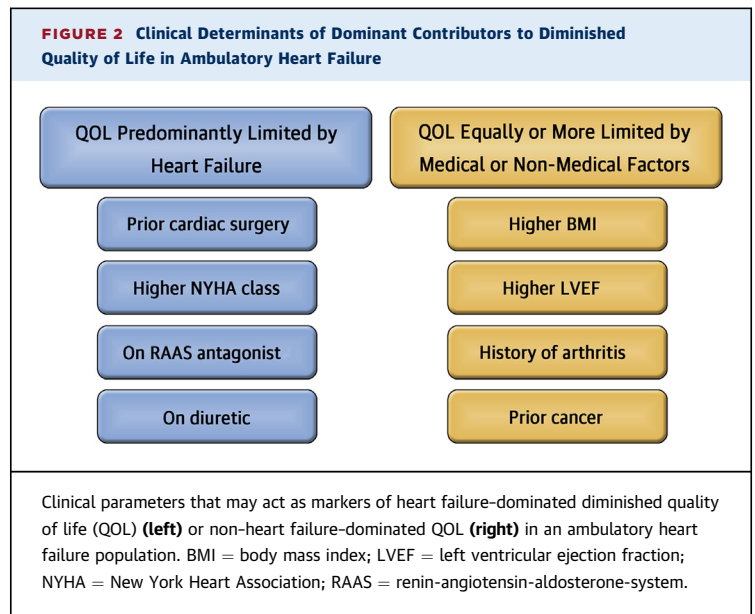 FIGURE 2 Clinical Determinants of Dominant Contributors to Diminished
Quality of Life in Ambulatory Heart Failure
QOL Predominantly Limited by
Heart Failure
Prior cardiac surgery
Higher NYHA class
On RAAS antagonist
On diuretic
QOL Equally or More Limited by
Medical or Non-Medical Factors
Higher BMI
Higher LVEF
History of arthritis
Prior cancer
Clinical parameters that may act as markers of heart failure–dominated diminished quality
of life (QOL) (left) or non-heart failure–dominated QOL (right) in an ambulatory heart
failure population. BMI = body mass index; LVEF = left ventricular ejection fraction;
NYHA = New York Heart Association; RAAS = renin-angiotensin-aldosterone-system.